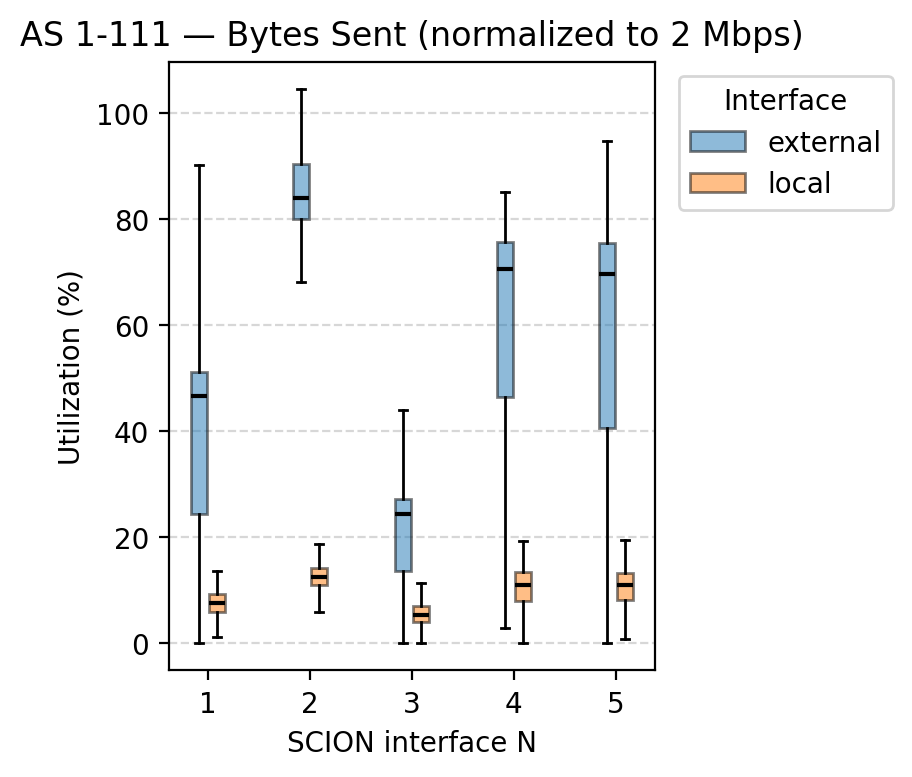 AS 1-111 — Bytes Sent (normalized to 2 Mbps)
Interface
external
local
Utilization (%)
100
80
60
40
20
0
1 2 3 4 5
SCION interface N